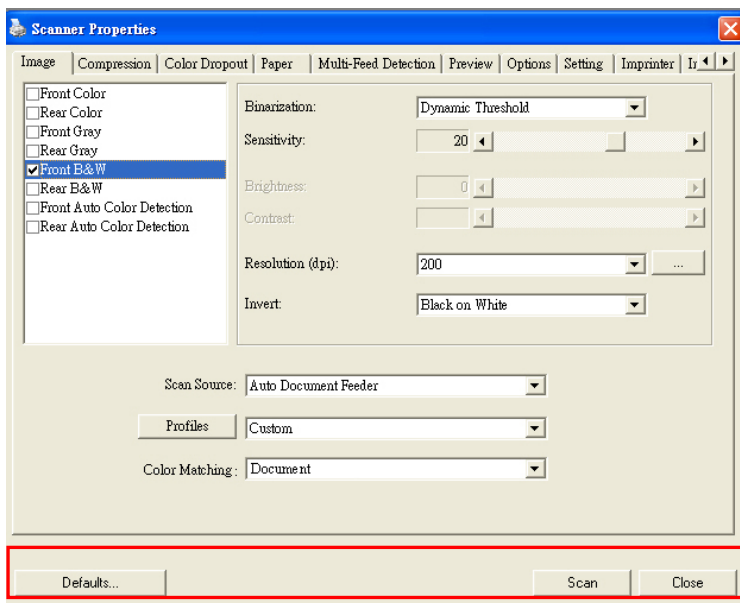 Scanner Properties
Image Compression Color Dropout Paper Multi-Feed Detection Preview Options Setting Imprinter
Front Color
Rear Color
Front Gray
Rear Gray
Front B&W
Rear B&W
Front Auto Color Detection
Rear Auto Color Detection
Binarization: Dynamic Threshold
Sensitivity: 20
Brightness: 0
Contrast:
Resolution (dpi): 200 ...
Invert: Black on White
Scan Source: Auto Document Feeder
Profiles Custom
Color Matching: Document
Defaults... Scan Close